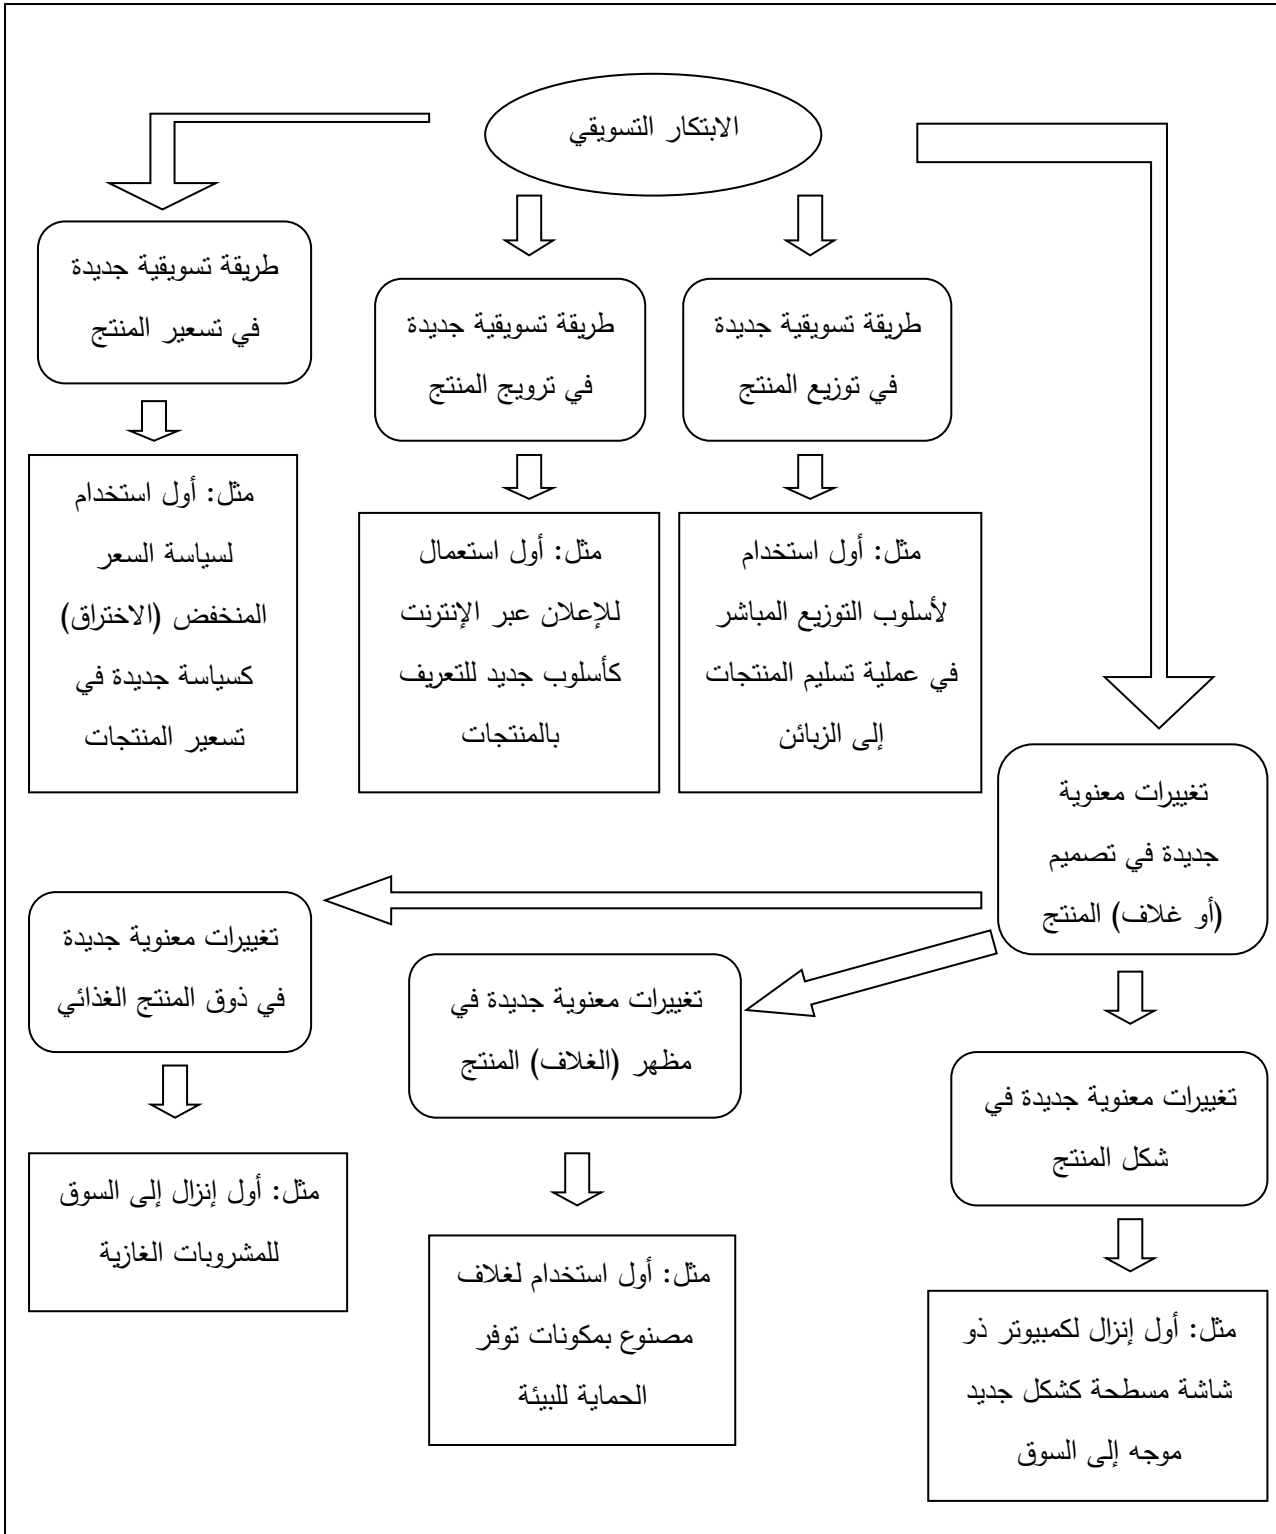 الابتكار التسويقي
طريقة تسويقية جديدة
في توزيع المنتج
طريقة تسويقية جديدة
في ترويج المنتج
طريقة تسويقية جديدة
في تسعير المنتج
مثل: أول استخدام
لأسلوب التوزيع المباشر
في عملية تسليم المنتجات
إلى الزبائن
مثل: أول استعمال
للإعلان عبر الإنترنت
كأسلوب جديد للتعريف
بالمنتجات
مثل: أول استخدام
لسياسة السعر
المنخفض (الاختراق)
كسياسة جديدة في
تسعير المنتجات
تغييرات معنوية
جديدة في تصميم
(أو غلاف) المنتج
تغييرات معنوية جديدة في
شكل المنتج
تغييرات معنوية جديدة في
مظهر (الغلاف) المنتج
تغييرات معنوية جديدة
في ذوق المنتج الغذائي
مثل: أول إنزال لكمبيوتر ذو
شاشة مسطحة كشكل جديد
موجه إلى السوق
مثل: أول استخدام لغلاف
مصنوع بمكونات توفر
الحماية للبيئة
مثل: أول إنزال إلى السوق
للمشروبات الغازية